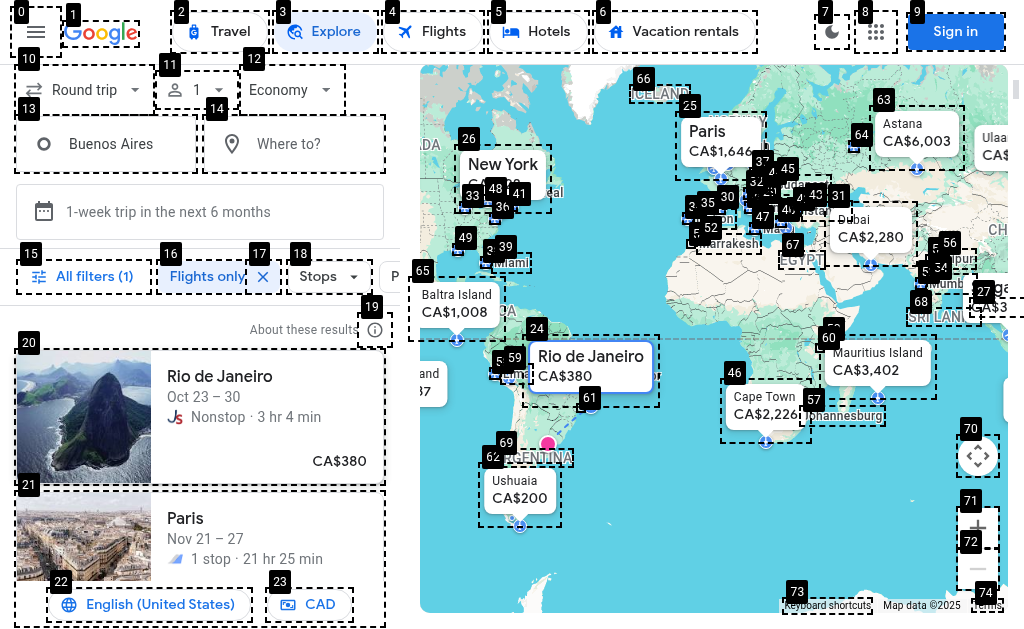 0
1
2
3
4
5
6
7
8
9
Google
Travel
Explore
Flights
Hotels
Vacation rentals
Sign in
10
11
12
Round trip
1
Economy
13
14
Buenos Aires
Where to?
1-week trip in the next 6 months
15
16
17
18
All filters (1)
Flights only
Stops
P
19
About these results
20
Rio de Janeiro
Oct 23 – 30
Nonstop · 3 hr 4 min
CA$380
21
Paris
Nov 21 – 27
1 stop · 21 hr 25 min
22
23
English (United States)
CAD
66
ICELAND
25
Paris
CA$1,646
63
Astana
CA$6,003
64
Ulaa
CA$
26
New York
33
48
41
36
49
39
Miami
37
45
32
30
35
31
47
52
Marrakesh
67
EGYPT
Dubai
CA$2,280
56
54
68
SRI LANKA
27
65
Baltra Island
CA$1,008
24
Rio de Janeiro
CA$380
59
61
60
Mauritius Island
CA$3,402
46
Cape Town
CA$2,226
57
Johannesburg
69
62
ARGENTINA
Ushuaia
CA$200
70
71
72
73
74
Keyboard shortcuts
Map data ©2025
Terms